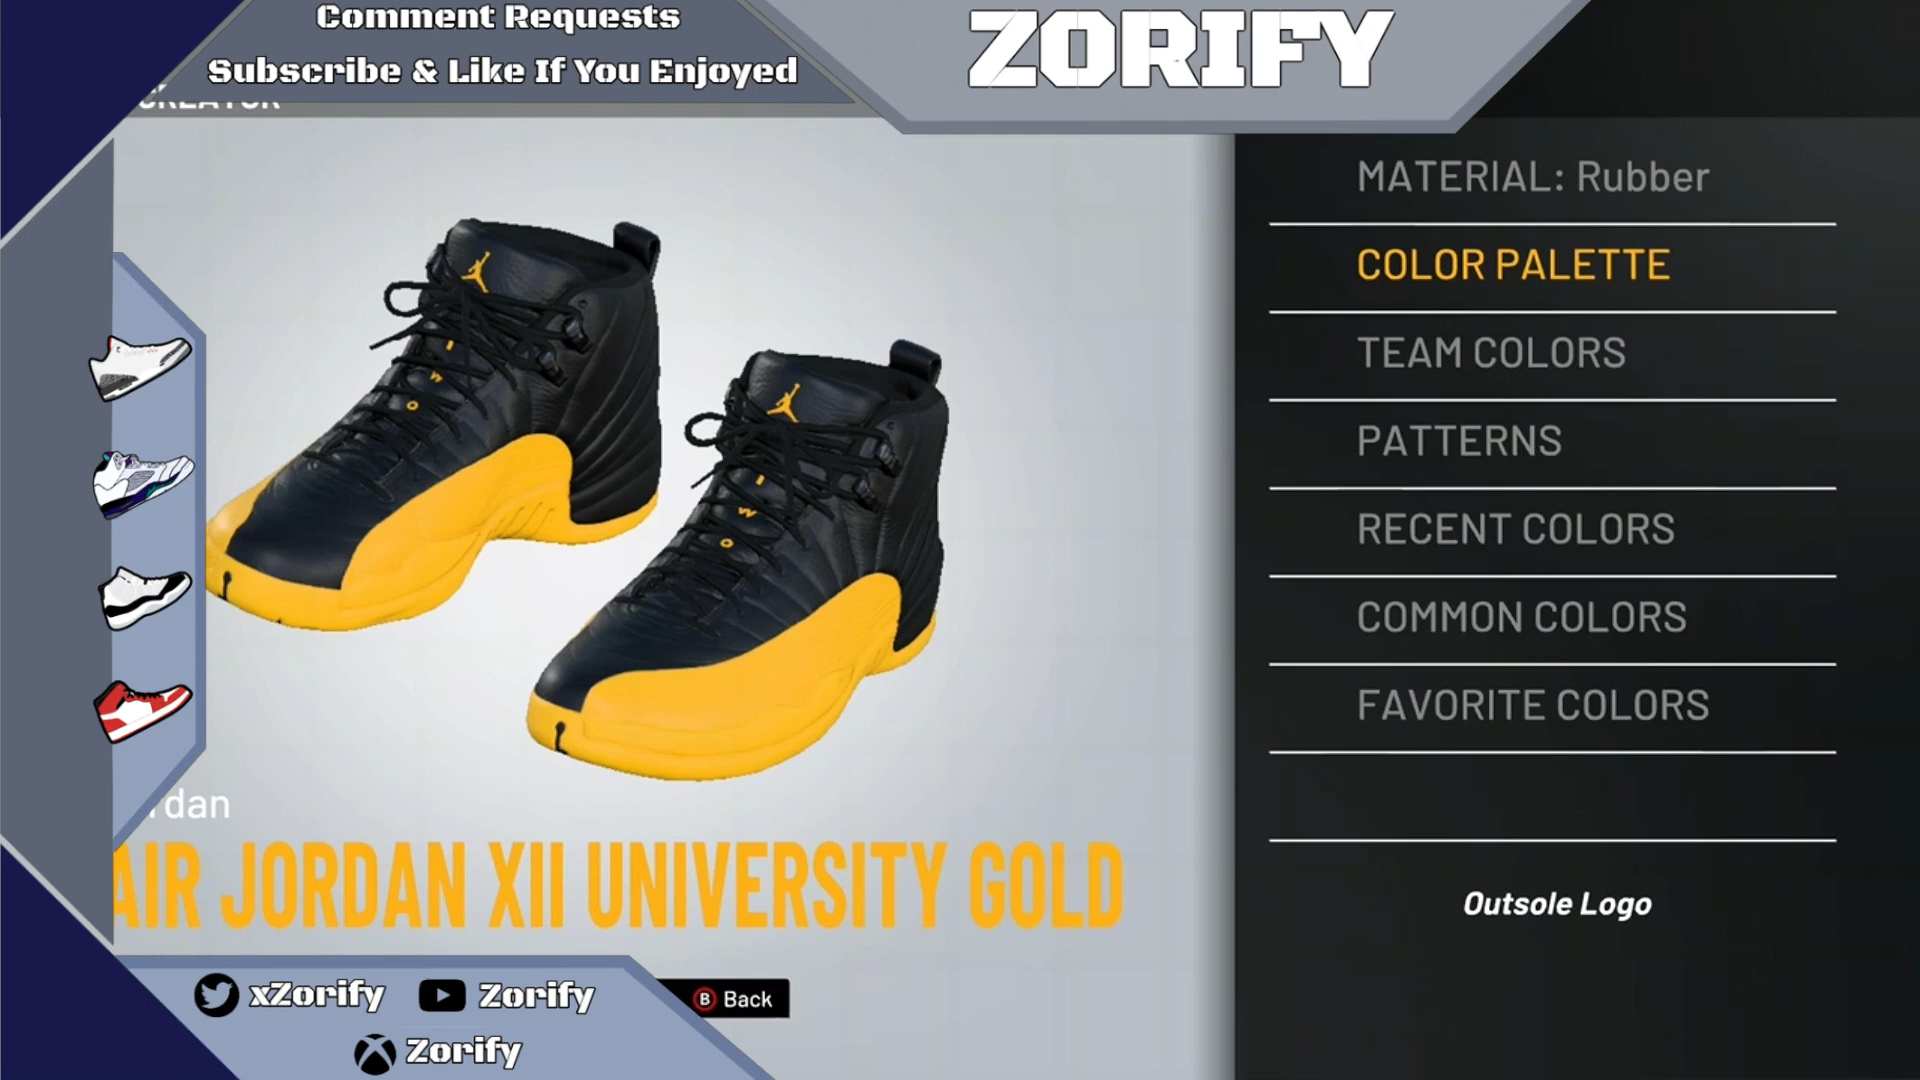 Comment Requests
Subscribe & Like If You Enjoyed
ZORIFY
MATERIAL: Rubber
COLOR PALETTE
TEAM COLORS
PATTERNS
RECENT COLORS
COMMON COLORS
FAVORITE COLORS
Outsole Logo
AIR JORDAN XII UNIVERSITY GOLD
xZorify
Zorify
B Back
Zorify